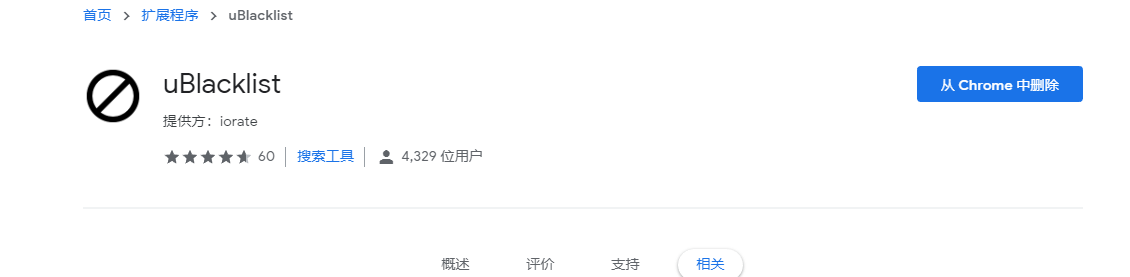 首页 > 扩展程序 > uBlacklist
uBlacklist
从 Chrome 中删除
提供方：iorate
60 搜索工具 4,329 位用户
概述 评价 支持 相关